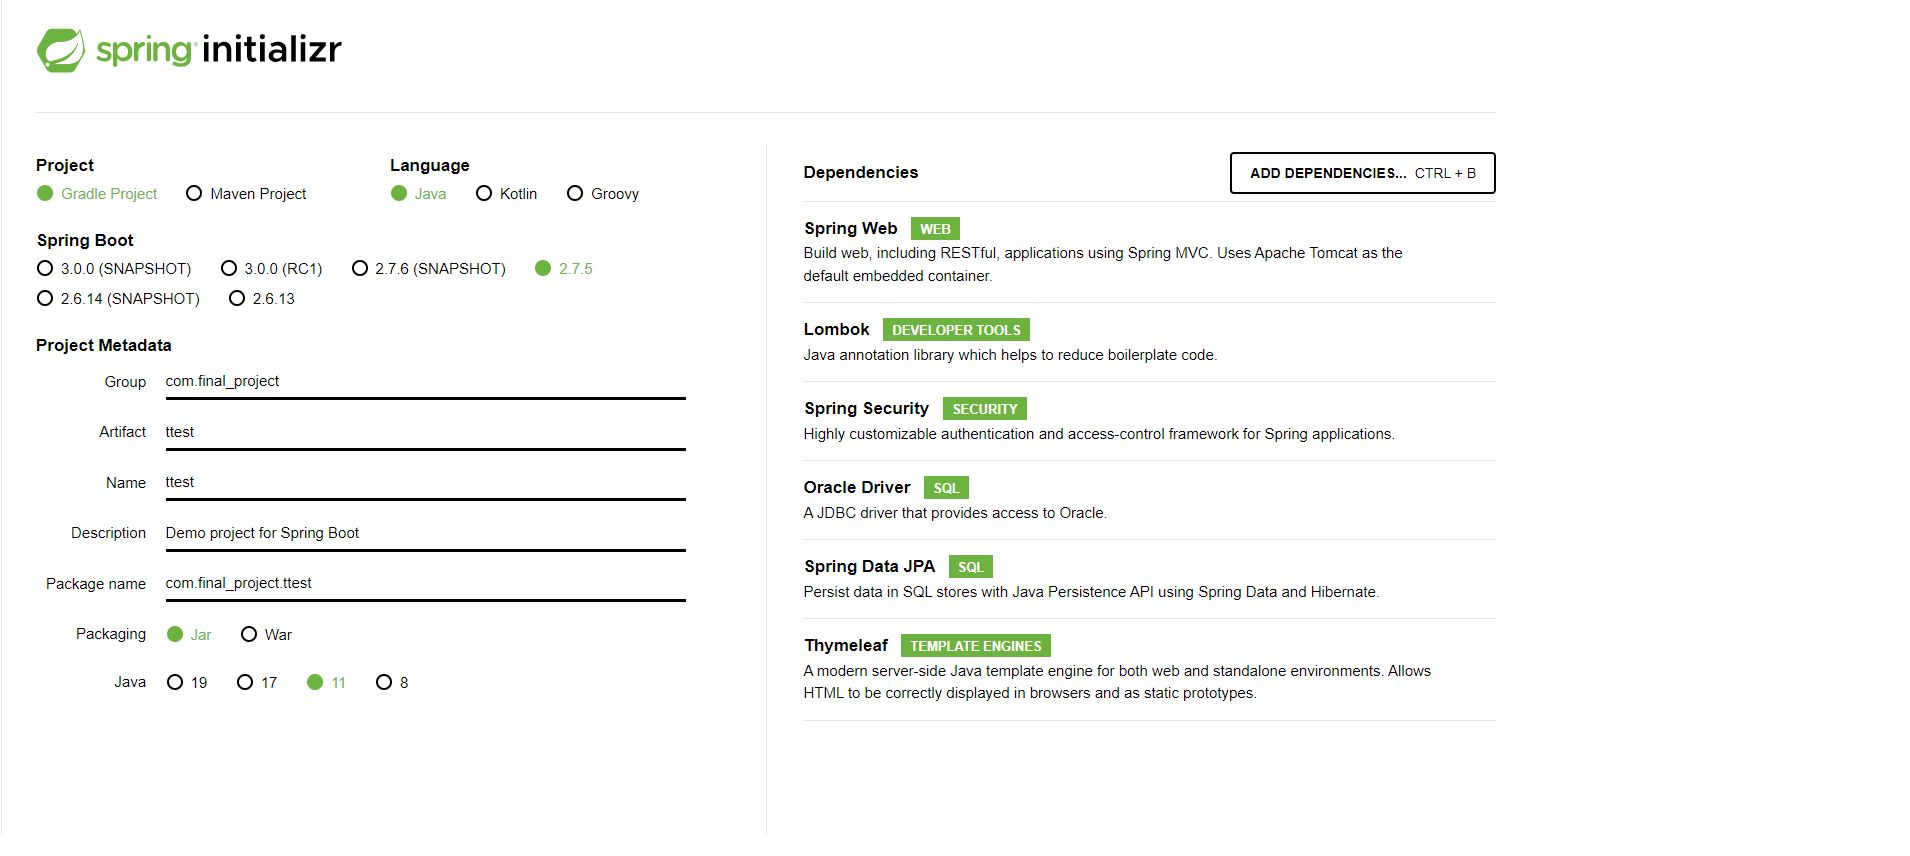 spring initializr
Project
Gradle Project
Maven Project
Language
Java
Kotlin
Groovy
Spring Boot
3.0.0 (SNAPSHOT)
3.0.0 (RC1)
2.7.6 (SNAPSHOT)
2.7.5
2.6.14 (SNAPSHOT)
2.6.13
Project Metadata
Group
com.final_project
Artifact
ttest
Name
ttest
Description
Demo project for Spring Boot
Package name
com.final_project.ttest
Packaging
Jar
War
Java
19
17
11
8
Dependencies
ADD DEPENDENCIES... CTRL + B
Spring Web WEB
Build web, including RESTful, applications using Spring MVC. Uses Apache Tomcat as the
default embedded container.
Lombok DEVELOPER TOOLS
Java annotation library which helps to reduce boilerplate code.
Spring Security SECURITY
Highly customizable authentication and access-control framework for Spring applications.
Oracle Driver SQL
A JDBC driver that provides access to Oracle.
Spring Data JPA SQL
Persist data in SQL stores with Java Persistence API using Spring Data and Hibernate.
Thymeleaf TEMPLATE ENGINES
A modern server-side Java template engine for both web and standalone environments. Allows
HTML to be correctly displayed in browsers and as static prototypes.